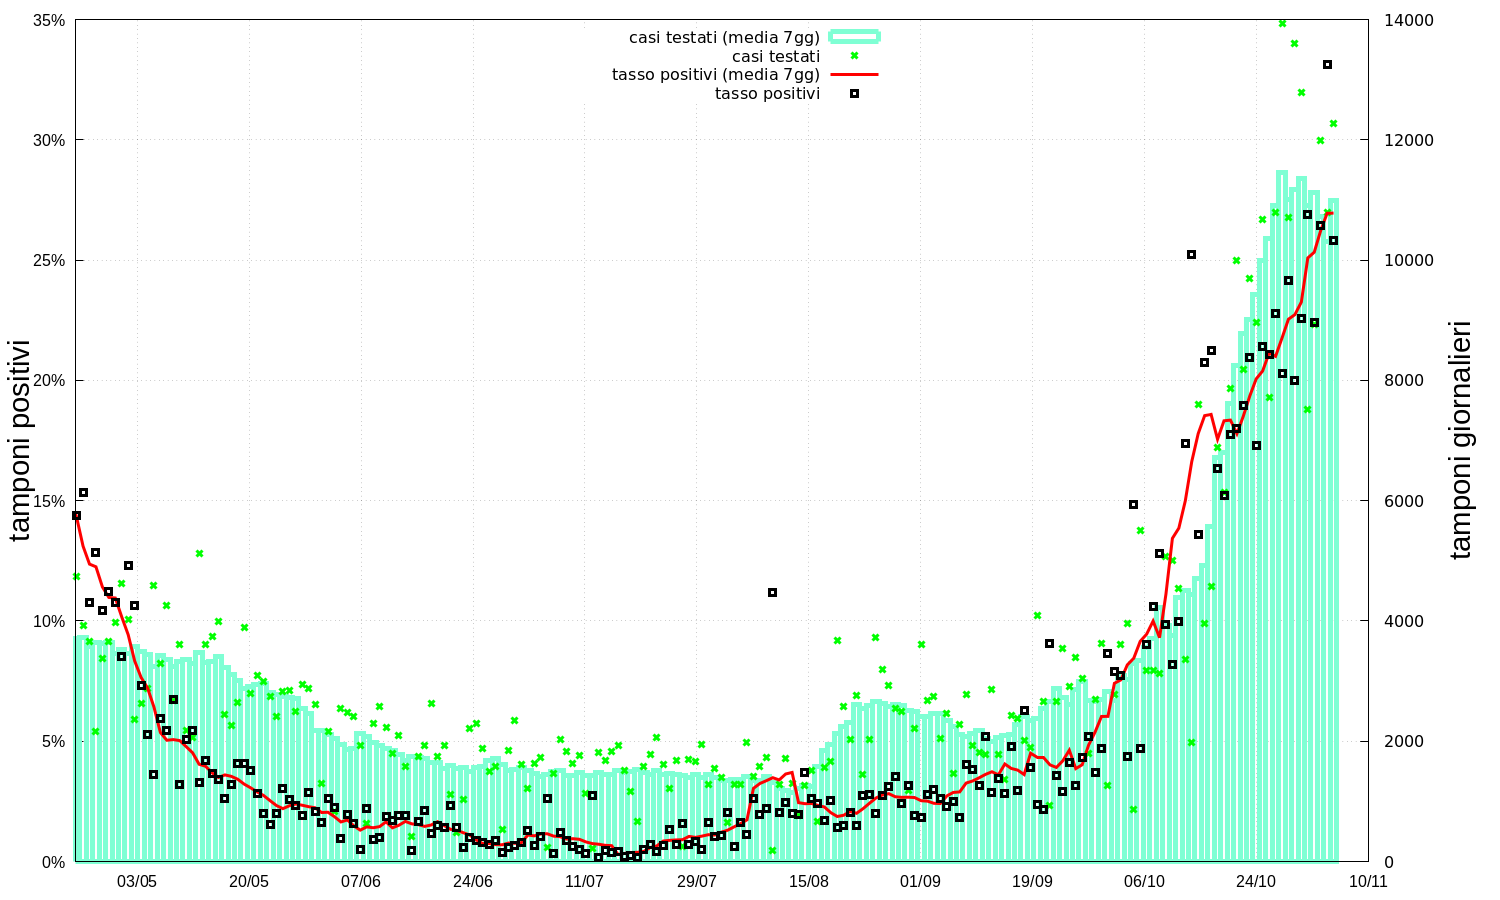 casi testati (media 7gg)
casi testati
tasso positivi (media 7gg)
tasso positivi
tamponi positivi
35%
30%
25%
20%
15%
10%
5%
0%
14000
12000
10000
8000
6000
4000
2000
0
tamponi giornalieri
03/05 20/05 07/06 24/06 11/07 29/07 15/08 01/09 19/09 06/10 24/10 10/11